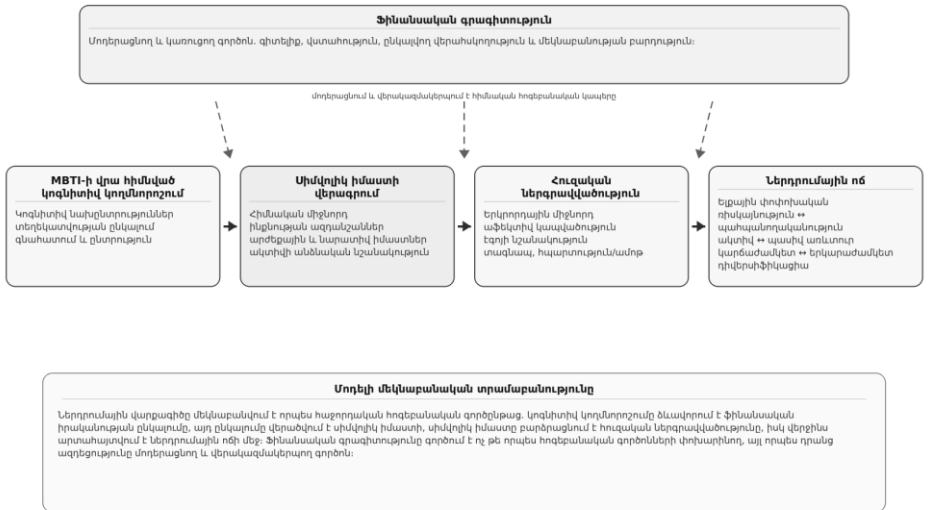 Ֆինանսական գրագիտություն
Մոդերացնող և կառուցող գործոն. գիտելիք, վստահություն, ընկալվող վերահսկողություն և մեկնաբանության բարդություն։
մոդերացնում և վերակազմակերպում է հիմնական հոգեբանական կապերը
MBTI-ի վրա հիմնված
կոգնիտիվ կողմնորոշում
Կոգնիտիվ նախընտրություններ
տեղեկատվության ընկալում
գնահատում և ընտրություն
Սիմվոլիկ իմաստի
վերագրում
Հիմնական միջնորդ
ինքնության ազդանշաններ
արժեքային և նարատիվ իմաստներ
ակտիվի անձնական նշանակություն
Հուզական
ներգրավվածություն
Երկրորդային միջնորդ
աֆեկտիվ կապվածություն
էգոյի նշանակություն
տագնապ, հպարտություն/ամոթ
Ներդրումային ոճ
Ելքային փոփոխական
ռիսկայնություն ↔
պահպանողականություն
ակտիվ ↔ պասիվ առևտուր
կարճաժամկետ ↔ երկարաժամկետ
դիվերսիֆիկացիա
Մոդելի մեկնաբանական տրամաբանությունը
Ներդրումային վարքագիծը մեկնաբանվում է որպես հաջորդական հոգեբանական գործընթաց. կոգնիտիվ կողմնորոշումը ձևավորում է ֆինանսական
իրականության ընկալումը, այդ ընկալումը վերածվում է սիմվոլիկ իմաստի, սիմվոլիկ իմաստը բարձրացնում է հուզական ներգրավվածությունը, իսկ վերջինս
արտահայտվում է ներդրումային ոճի մեջ։ Ֆինանսական գրագիտությունը գործում է ոչ թե որպես հոգեբանական գործոնների փոխարինող, այլ որպես դրանց
ազդեցությունը մոդերացնող և վերակազմակերպող գործոն։